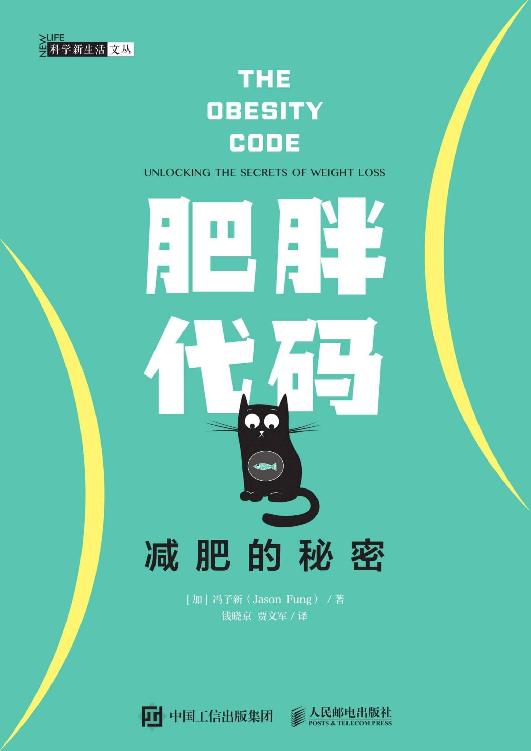 NEW LIFE 科学新生活 文丛
THE
OBESITY
CODE
UNLOCKING THE SECRETS OF WEIGHT LOSS
肥胖
代码
减肥的秘密
[加] 冯子新(Jason Fung) / 著
钱晓京 贾文军 / 译
中国工信出版集团 人民邮电出版社
POSTS & TELECOM PRESS